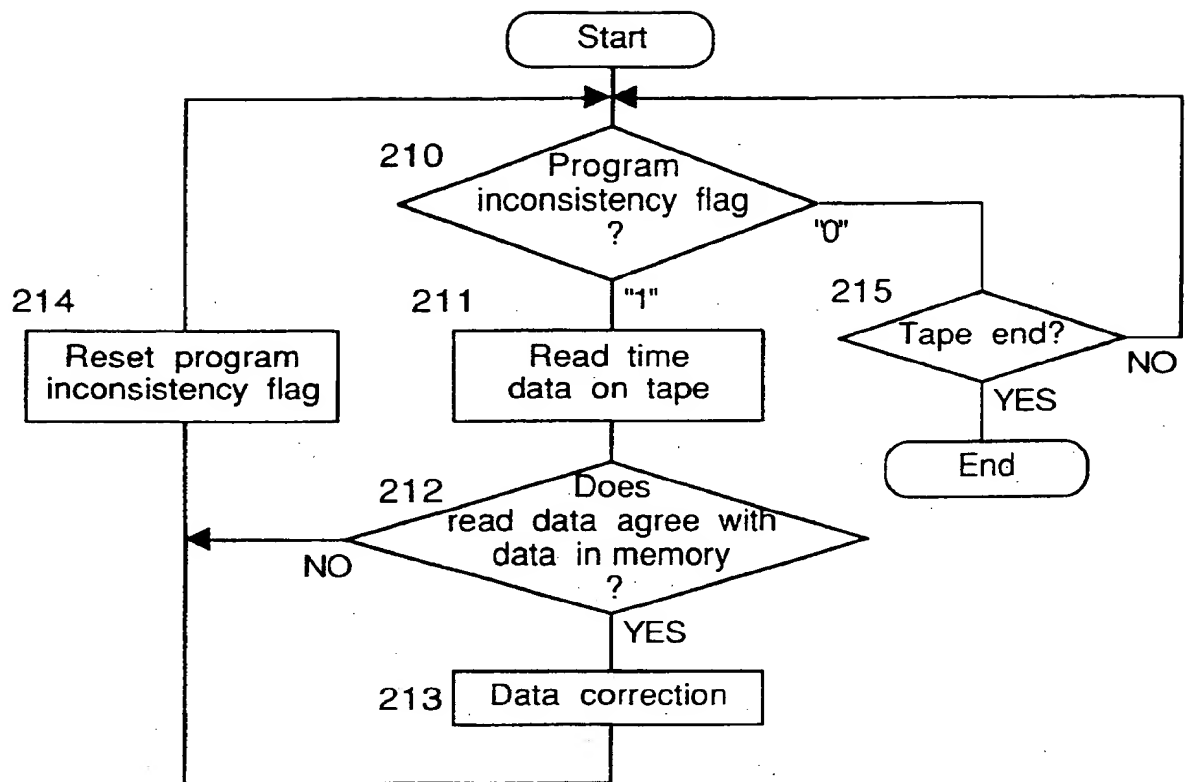 Start
210
Program
inconsistency flag
?
"0"
"1"
214
211
215
Reset program
inconsistency flag
Read time
data on tape
Tape end?
NO
YES
End
212
Does
read data agree with
data in memory
?
NO
YES
213
Data correction